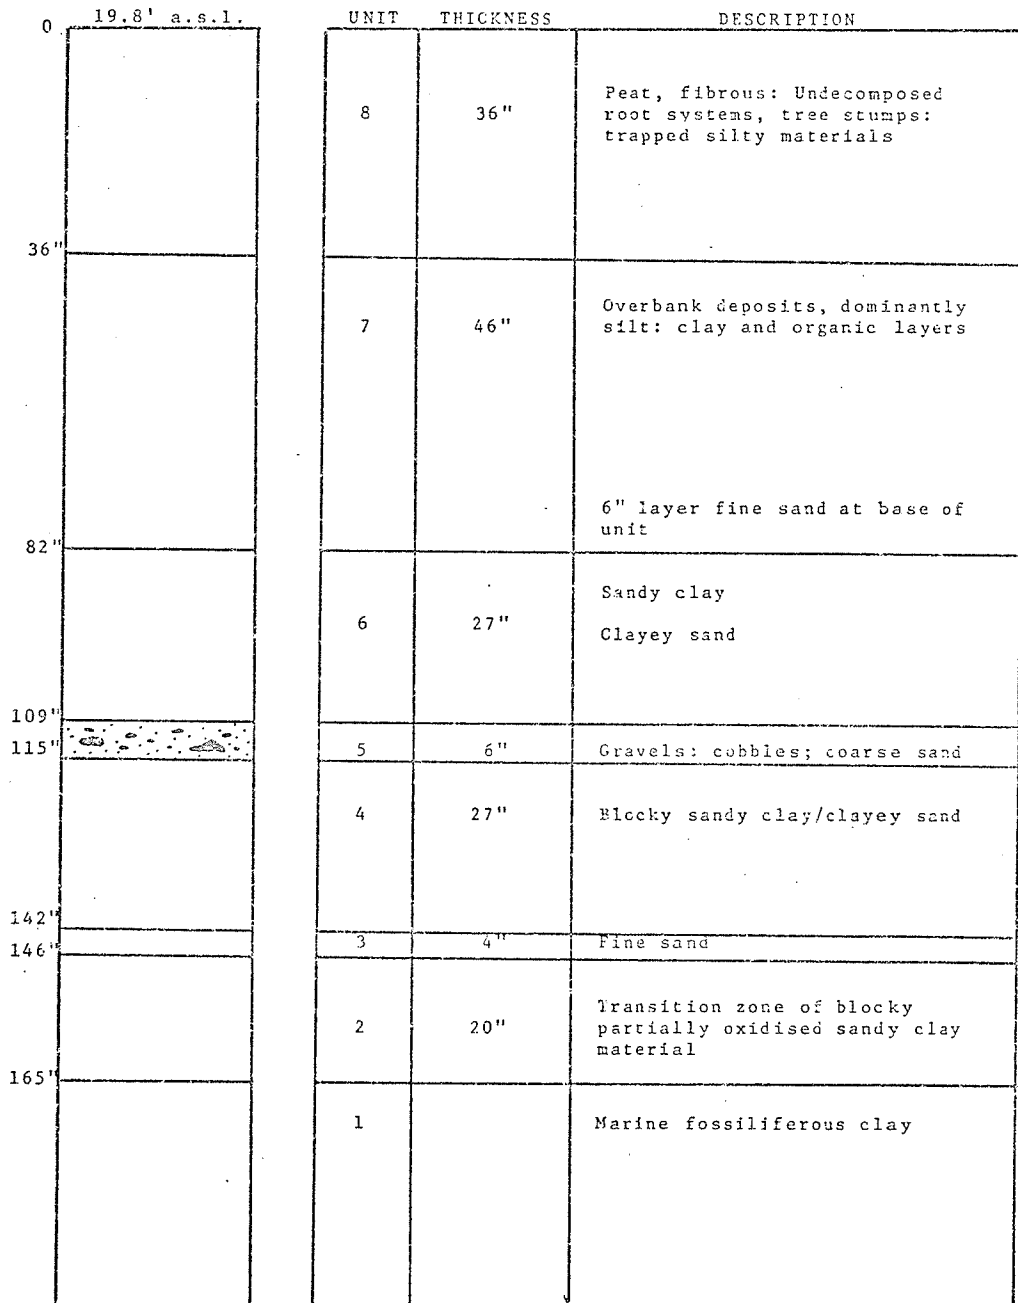 19.8' a.s.l.
UNIT THICKNESS DESCRIPTION
0
8 36" Peat, fibrous: Undecomposed
root systems, tree stumps:
trapped silty materials
36"
7 46" Overbank deposits, dominantly
silt: clay and organic layers
6" layer fine sand at base of
unit
82"
6 27" Sandy clay
Clayey sand
109"
5 6" Gravels: cobbles; coarse sand
115"
4 27" Blocky sandy clay/clayey sand
142"
3 4" Fine sand
146"
2 20" Transition zone of blocky
partially oxidised sandy clay
material
165"
1 Marine fossiliferous clay